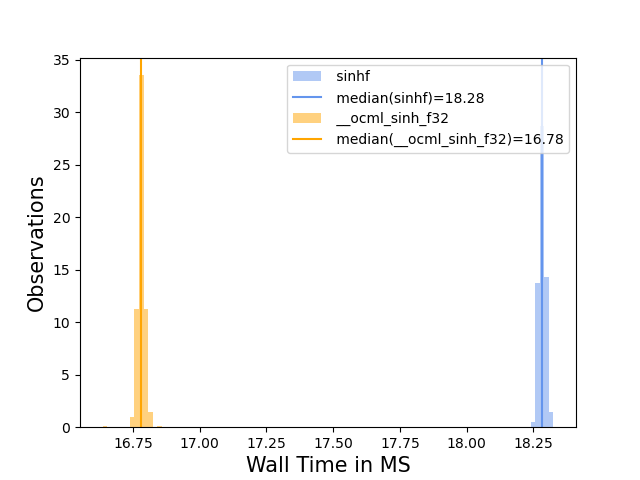 35
30
25
20
15
10
5
0
Observations
sinhf
median(sinhf)=18.28
__ocml_sinh_f32
median(__ocml_sinh_f32)=16.78
16.75 17.00 17.25 17.50 17.75 18.00 18.25
Wall Time in MS